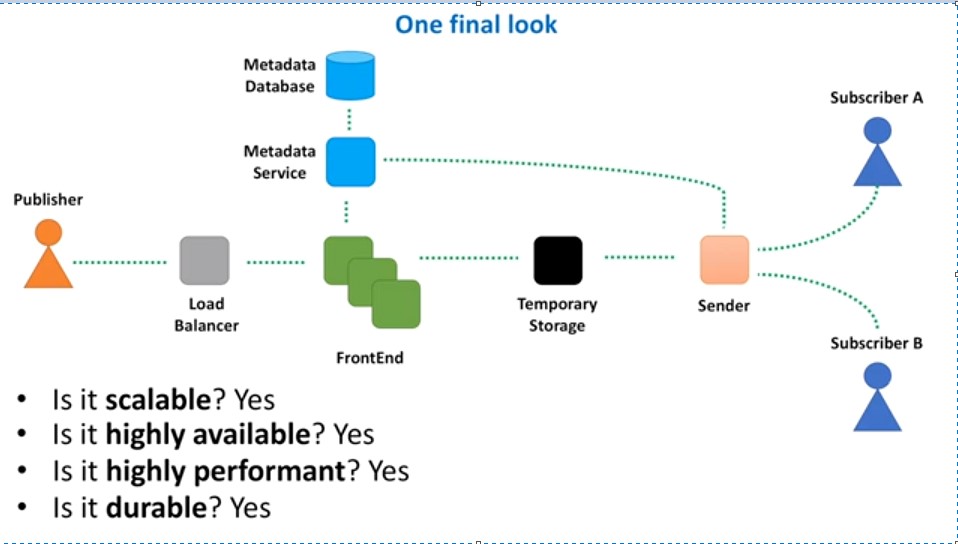 One final look
Metadata
Database
Subscriber A
Metadata
Service
Publisher
Load
Balancer
Temporary
Storage
Sender
Subscriber B
FrontEnd
• Is it scalable? Yes
• Is it highly available? Yes
• Is it highly performant? Yes
• Is it durable? Yes